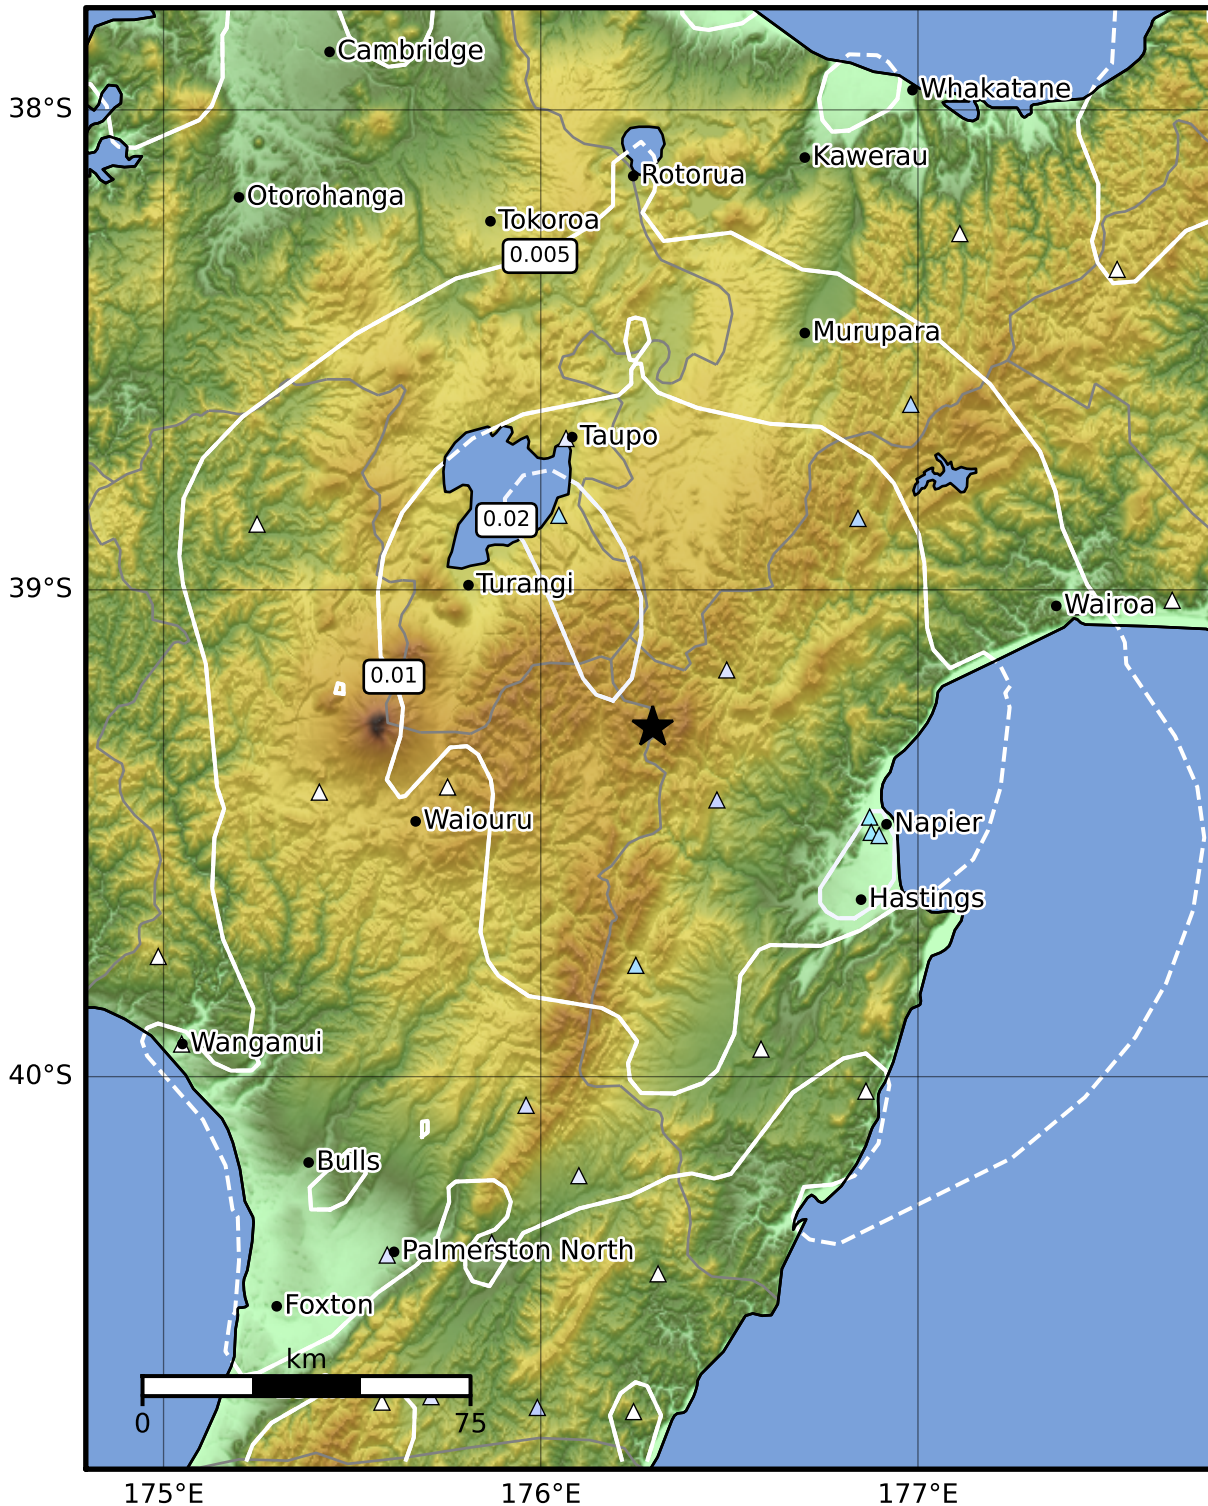 Cambridge
Whakatane
38°S
Kawerau
Rotorua
Otorohanga
Tokoroa
0.005
Murupara
Taupo
0.02
Turangi
39°S
Wairoa
0.01
Waiouru
Napier
Hastings
Wanganui
40°S
Bulls
Palmerston North
Foxton
km
0
75
175°E
176°E
177°E